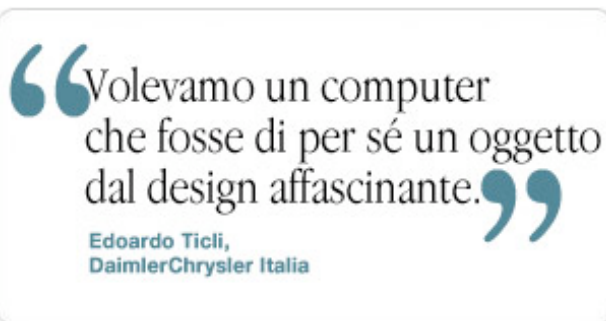 “Volevamo un computer
che fosse di per sé un oggetto
dal design affascinante.”
Edoardo Ticli,
DaimlerChrysler Italia